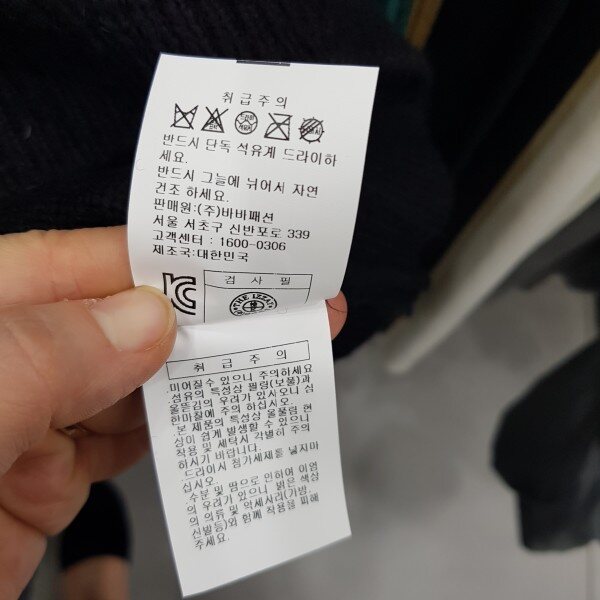 취급주의
반드시 단독 석유계 드라이하
세요.
반드시 그늘에 뉘어서 자연
건조 하세요.
판매원:(주)바바패션
서울 서초구 신반포로 339
고객센터 : 1600-0306
제조국:대한민국
검 사 필
THE IZZAT
취 급 주 의
미어질수 있으니 주의하세요
섬유의 특성상 필링(보풀)과
올뜯김의 우려가 있사오니 심
한마찰에 주의 하십시오.
본 제품의 특성상 올풀림 현
상이 쉽게 발생할 수 있으니
착용 및 세탁시 각별히 주의
하시기 바랍니다.
드라이시 첨가세제를 넣지마
십시오.
수분 및 땀으로 인하여 이염
의 우려가 있으니 밝은 색상
의 의류 및 악세사리(가방,
신발등)와 함께 착용을 피해
주세요.